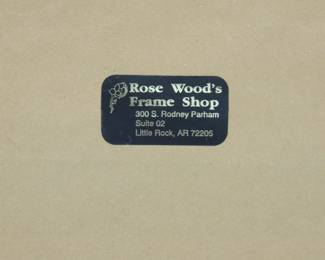 Rose Wood's
Frame Shop
300 S. Rodney Parham
Suite 02
Little Rock, AR 72205